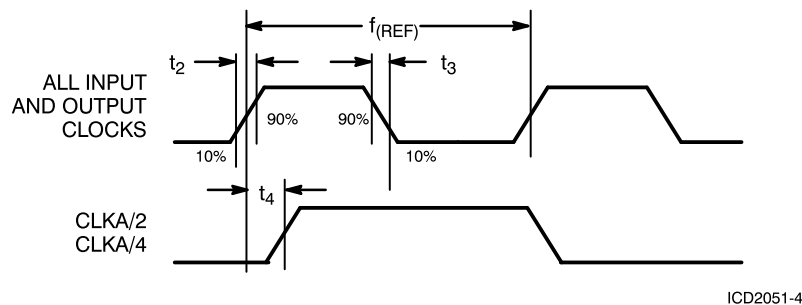 f(REF)
t2
t3
ALL INPUT
AND OUTPUT
CLOCKS
90%
90%
10%
10%
t4
CLKA/2
CLKA/4
ICD2051-4